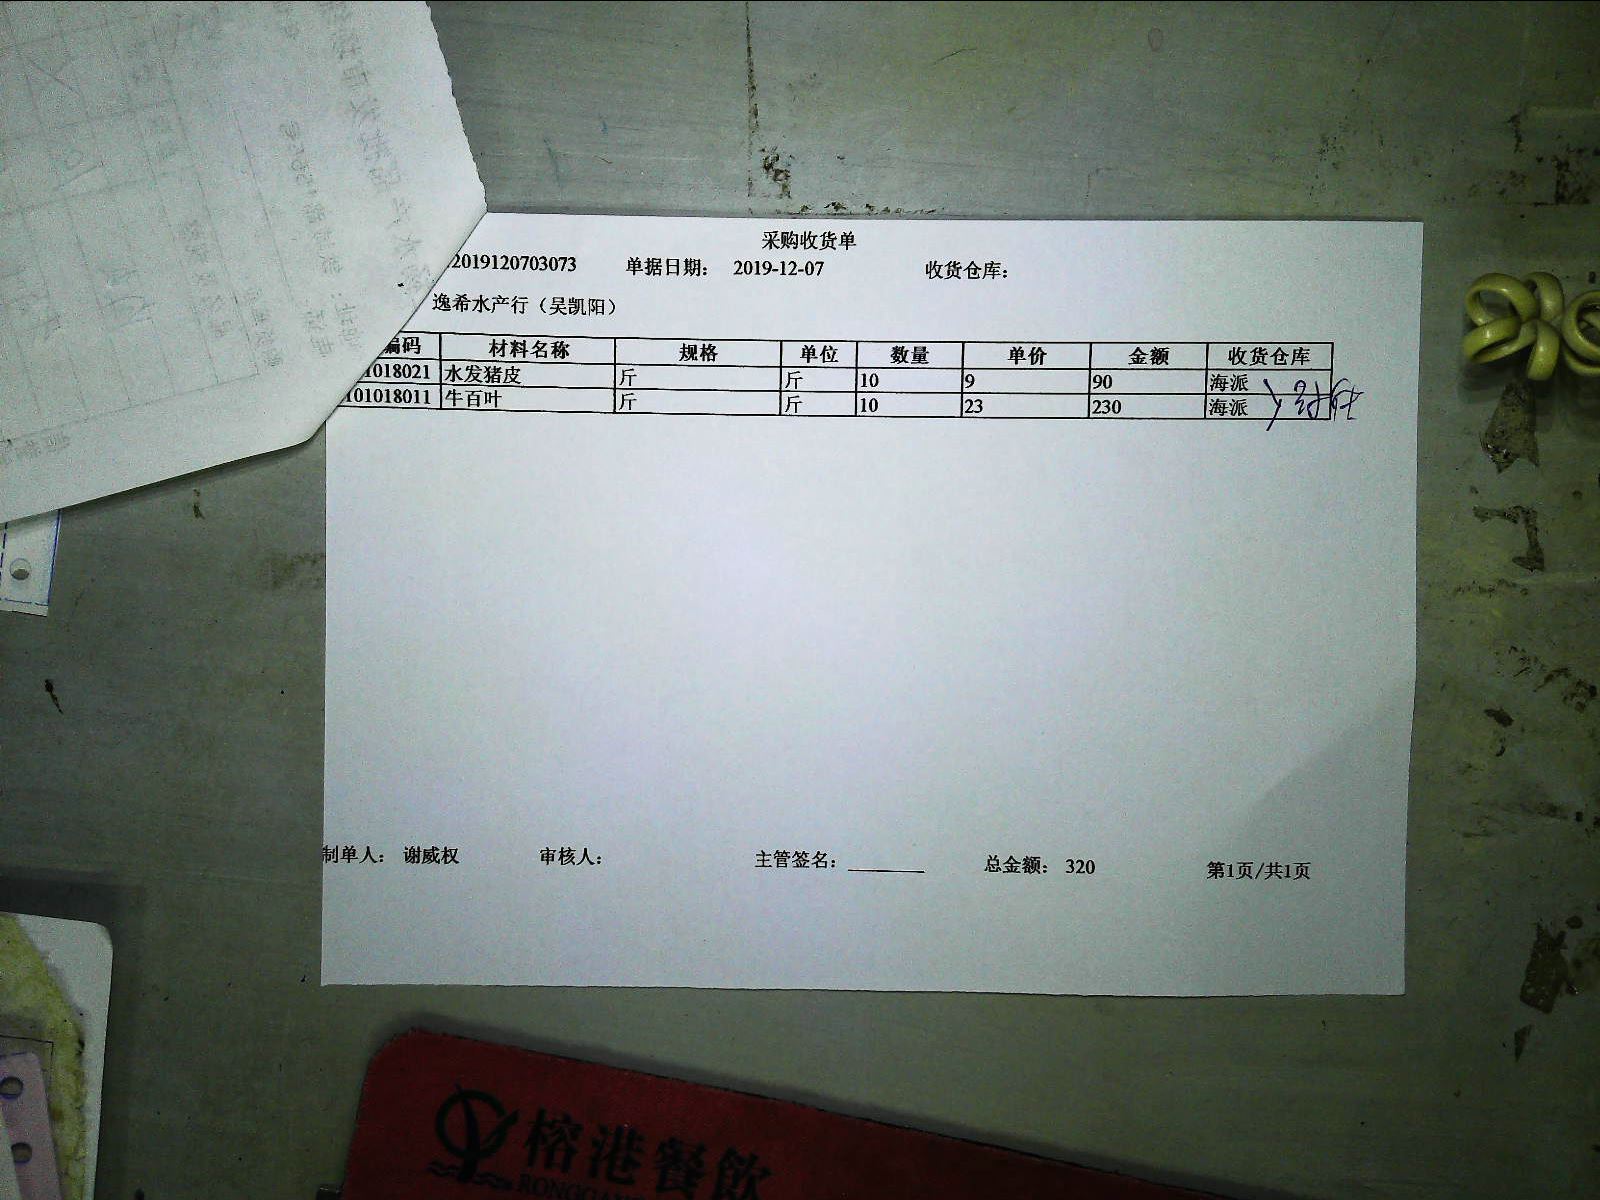 采购收货单
2019120703073 单据日期： 2019-12-07 收货仓库：
逸希水产行（吴凯阳）
编码 材料名称 规格 单位 数量 单价 金额 收货仓库
1018021 水发猪皮 斤 斤 10 9 90 海派
101018011 牛百叶 斤 斤 10 23 230 海派
制单人： 谢威权 审核人： 主管签名： 总金额： 320 第1页/共1页
榕港餐飲